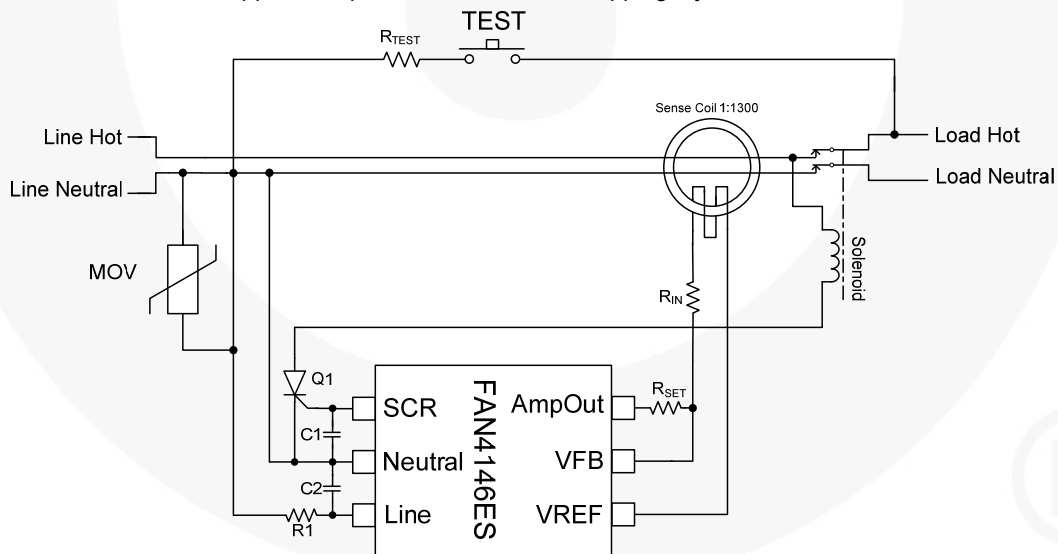 TEST
RTEST
Sense Coil 1:1300
Line Hot
Load Hot
Line Neutral
Load Neutral
MOV
Solenoid
RIN
Q1
SCR
FAN4146ES
AmpOut
RSET
C1
Neutral
VFB
C2
Line
VREF
R1